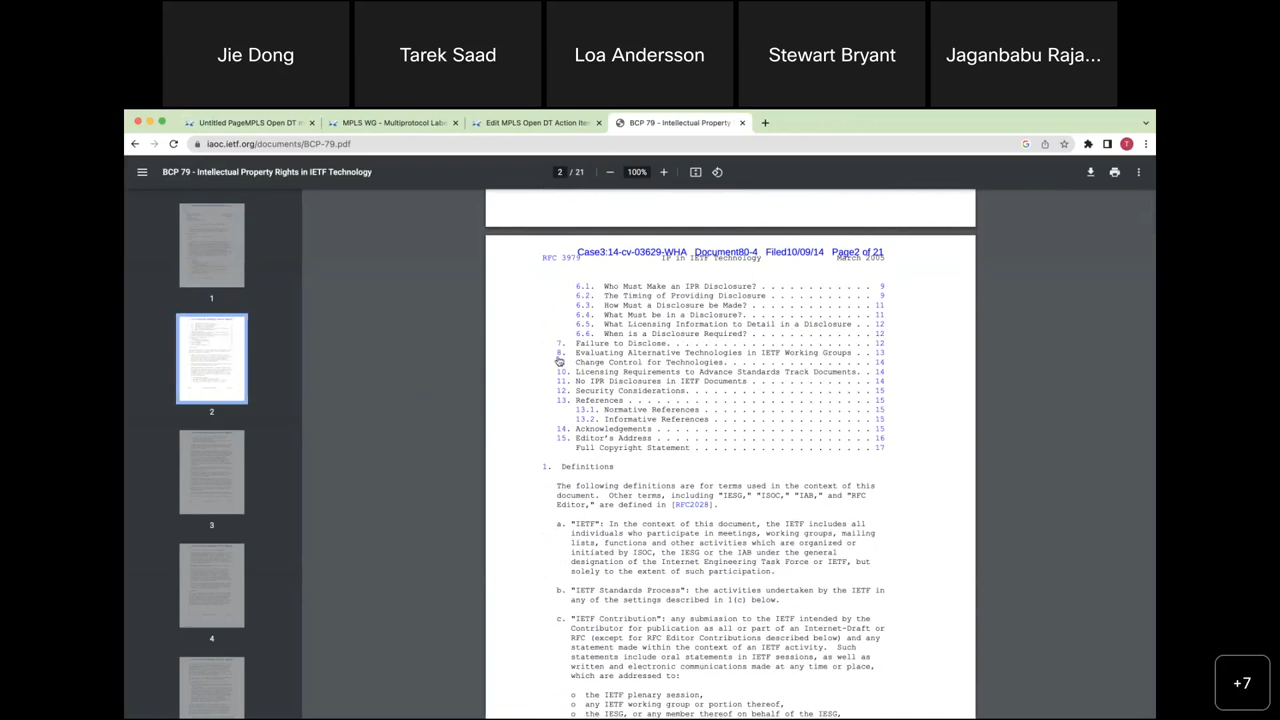 Jie Dong
Tarek Saad
Loa Andersson
Stewart Bryant
Jaganbabu Raja...
Untitled PageMPLS Open DT m
MPLS WG - Multiprotocol Labe
Edit MPLS Open DT Action Item
BCP 79 - Intellectual Property
iaoc.ietf.org/documents/BCP-79.pdf
T
BCP 79 - Intellectual Property Rights in IETF Technology
2 / 21
100%
1
2
3
4
Case3:14-cv-03629-WHA Document80-4 Filed10/09/14 Page2 of 21
RFC 3979 IP in IETF Technology March 2005
6.1. Who Must Make an IPR Disclosure? . . . . . . . . . . . . 9
6.2. The Timing of Providing Disclosure . . . . . . . . . . . 9
6.3. How Must a Disclosure be Made? . . . . . . . . . . . . . 11
6.4. What Must be in a Disclosure?. . . . . . . . . . . . . . 11
6.5. What Licensing Information to Detail in a Disclosure . . 12
6.6. When is a Disclosure Required? . . . . . . . . . . . . . 12
7. Failure to Disclose. . . . . . . . . . . . . . . . . . . . . . 12
8. Evaluating Alternative Technologies in IETF Working Groups . . 13
Change Control for Technologies. . . . . . . . . . . . . . . . 14
10. Licensing Requirements to Advance Standards Track Documents. . 14
11. No IPR Disclosures in IETF Documents . . . . . . . . . . . . . 14
12. Security Considerations. . . . . . . . . . . . . . . . . . . . 15
13. References . . . . . . . . . . . . . . . . . . . . . . . . . . 15
13.1. Normative References . . . . . . . . . . . . . . . . . . 15
13.2. Informative References . . . . . . . . . . . . . . . . . 15
14. Acknowledgements . . . . . . . . . . . . . . . . . . . . . . . 15
15. Editor's Address . . . . . . . . . . . . . . . . . . . . . . . 16
Full Copyright Statement . . . . . . . . . . . . . . . . . . . 17
1. Definitions
The following definitions are for terms used in the context of this
document. Other terms, including "IESG," "ISOC," "IAB," and "RFC
Editor," are defined in [RFC2028].
a. "IETF": In the context of this document, the IETF includes all
individuals who participate in meetings, working groups, mailing
lists, functions and other activities which are organized or
initiated by ISOC, the IESG or the IAB under the general
designation of the Internet Engineering Task Force or IETF, but
solely to the extent of such participation.
b. "IETF Standards Process": the activities undertaken by the IETF in
any of the settings described in 1(c) below.
c. "IETF Contribution": any submission to the IETF intended by the
Contributor for publication as all or part of an Internet-Draft or
RFC (except for RFC Editor Contributions described below) and any
statement made within the context of an IETF activity. Such
statements include oral statements in IETF sessions, as well as
written and electronic communications made at any time or place,
which are addressed to:
o the IETF plenary session,
o any IETF working group or portion thereof,
o the IESG, or any member thereof on behalf of the IESG,
+7